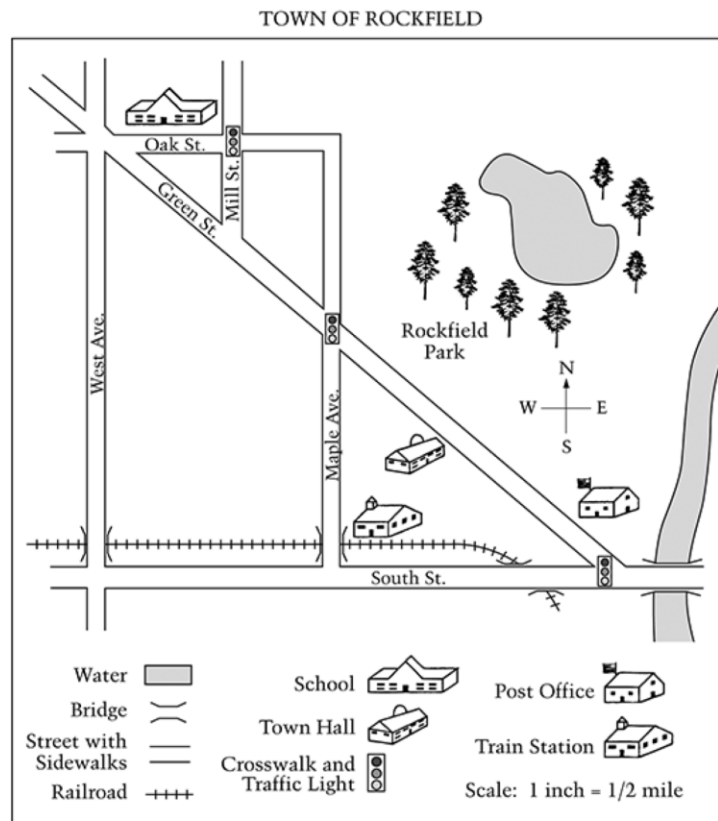 TOWN OF ROCKFIELD
Oak St.
Mill St.
Green St.
West Ave.
Rockfield
Park
N
W E
S
Maple Ave.
South St.
Water
School
Post Office
Bridge
Town Hall
Street with
Sidewalks
Train Station
Crosswalk and
Traffic Light
Railroad
Scale: 1 inch = 1/2 mile